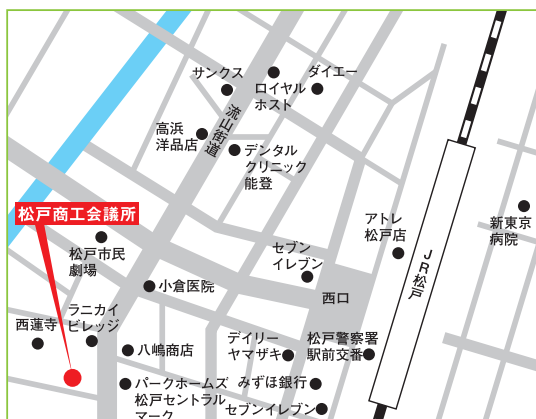 サンクス
ロイヤル
ホスト
ダイエー
流山街道
高浜
洋品店
デンタル
クリニック
能登
松戸商工会議所
松戸市民
劇場
アトレ
松戸店
新東京
病院
JR松戸
セブン
イレブン
西口
小倉医院
ラニカイ
ビレッジ
西蓮寺
八嶋商店
デイリー
ヤマザキ
松戸警察署
駅前交番
パークホームズ
松戸セントラル
マーク
みずほ銀行
セブンイレブン